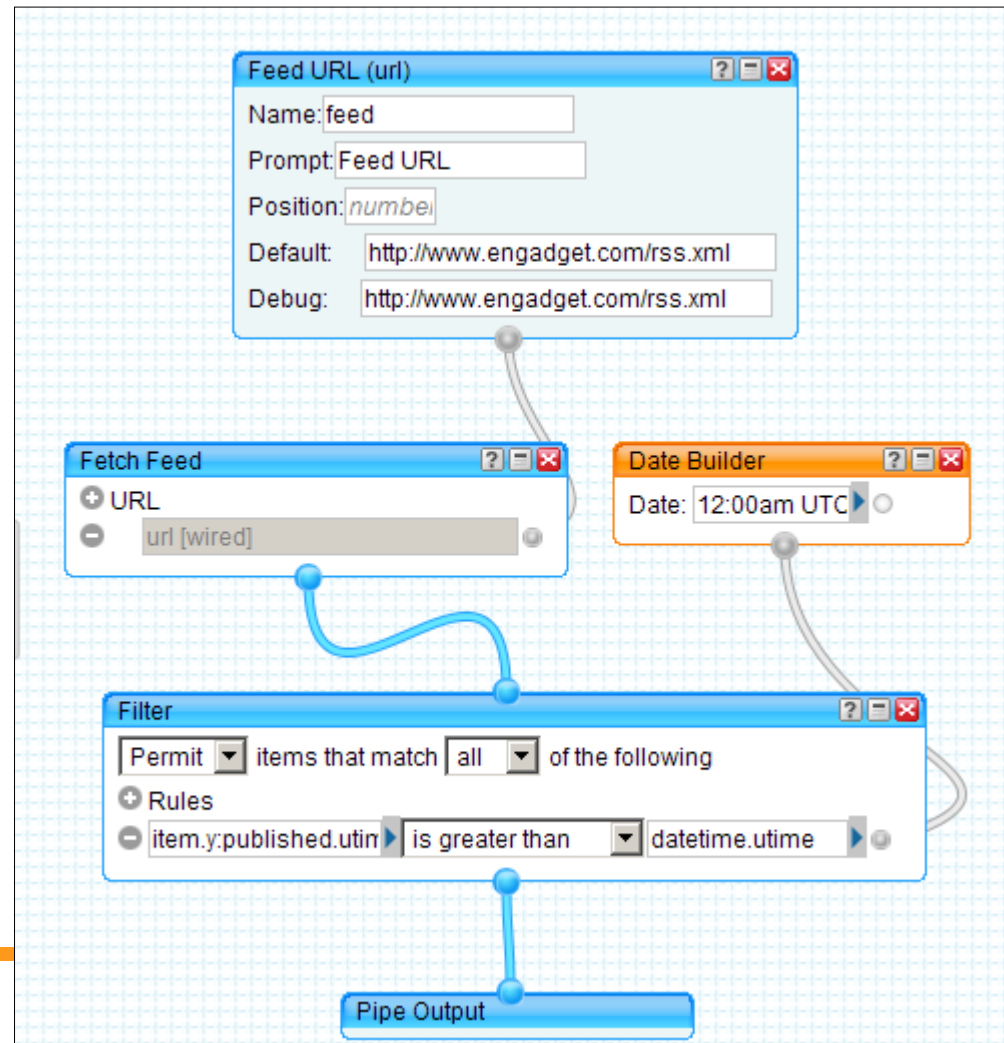 Feed URL (url)
Name: feed
Prompt: Feed URL
Position: number
Default: http://www.engadget.com/rss.xml
Debug: http://www.engadget.com/rss.xml
Fetch Feed
URL
url [wired]
Date Builder
Date: 12:00am UTC
Filter
Permit items that match all of the following
Rules
item.y:published.utim is greater than datetime.utime
Pipe Output